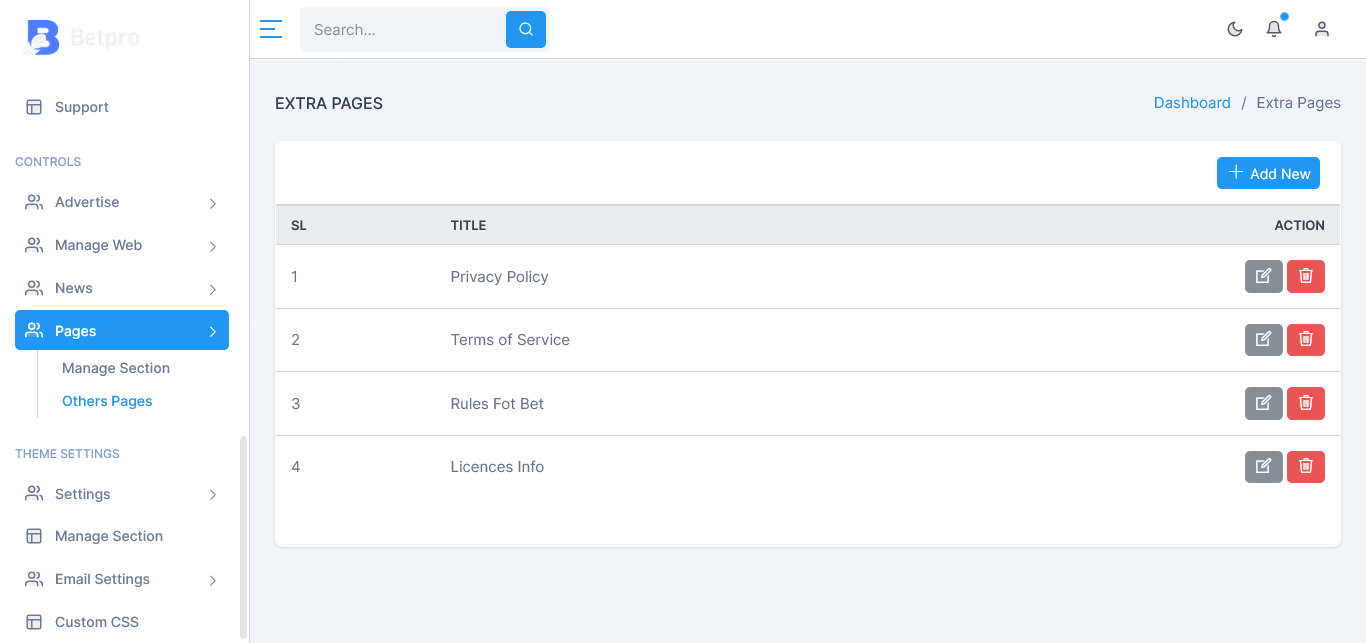 Betpro
Search...
Support
CONTROLS
Advertise
Manage Web
News
Pages
Manage Section
Others Pages
THEME SETTINGS
Settings
Manage Section
Email Settings
Custom CSS
EXTRA PAGES
Dashboard / Extra Pages
+ Add New
SL TITLE ACTION
1 Privacy Policy
2 Terms of Service
3 Rules Fot Bet
4 Licences Info